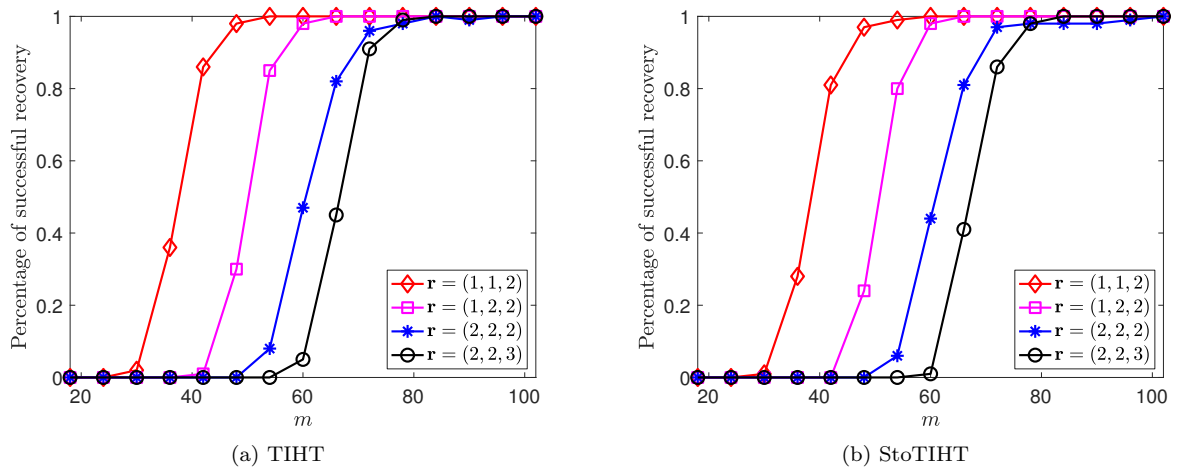 Percentage of successful recovery
1
0.8
0.6
0.4
0.2
0
20
40
60
80
100
m
r = (1, 1, 2)
r = (1, 2, 2)
r = (2, 2, 2)
r = (2, 2, 3)
(a) TIHT
Percentage of successful recovery
1
0.8
0.6
0.4
0.2
0
20
40
60
80
100
m
r = (1, 1, 2)
r = (1, 2, 2)
r = (2, 2, 2)
r = (2, 2, 3)
(b) StoTIHT